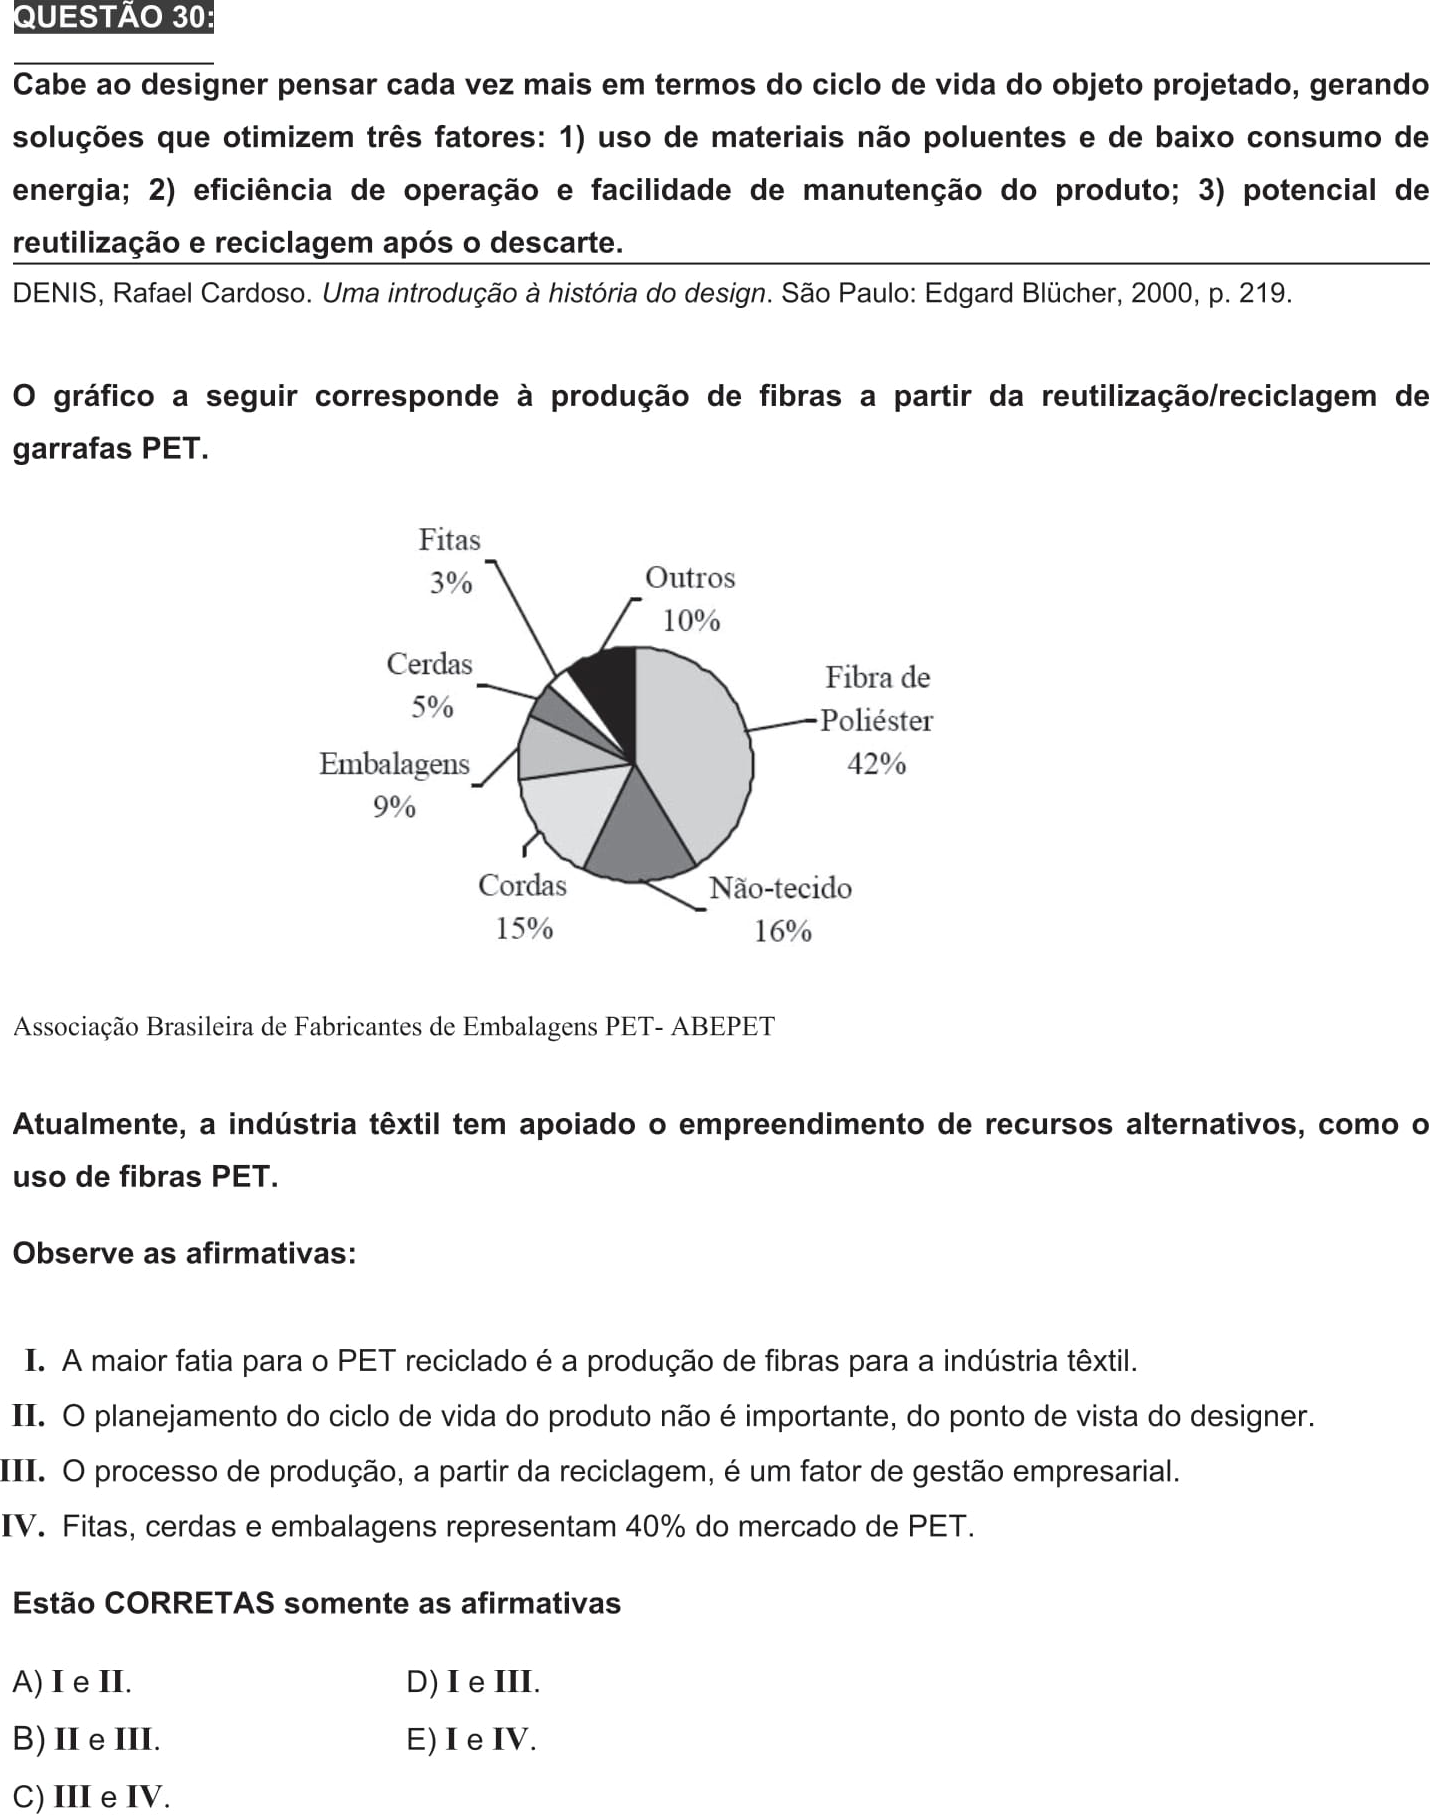 QUESTÃO 30:
Cabe ao designer pensar cada vez mais em termos do ciclo de vida do objeto projetado, gerando
soluções que otimizem três fatores: 1) uso de materiais não poluentes e de baixo consumo de
energia; 2) eficiência de operação e facilidade de manutenção do produto; 3) potencial de
reutilização e reciclagem após o descarte.
DENIS, Rafael Cardoso. Uma introdução à história do design. São Paulo: Edgard Blücher, 2000, p. 219.
O gráfico a seguir corresponde à produção de fibras a partir da reutilização/reciclagem de
garrafas PET.
Fitas
3%
Outros
10%
Cerdas
5%
Fibra de
Poliéster
42%
Embalagens
9%
Cordas
15%
Não-tecido
16%
Associação Brasileira de Fabricantes de Embalagens PET- ABEPET
Atualmente, a indústria têxtil tem apoiado o empreendimento de recursos alternativos, como o
uso de fibras PET.
Observe as afirmativas:
I. A maior fatia para o PET reciclado é a produção de fibras para a indústria têxtil.
II. O planejamento do ciclo de vida do produto não é importante, do ponto de vista do designer.
III. O processo de produção, a partir da reciclagem, é um fator de gestão empresarial.
IV. Fitas, cerdas e embalagens representam 40% do mercado de PET.
Estão CORRETAS somente as afirmativas
A) I e II.
B) II e III.
C) III e IV.
D) I e III.
E) I e IV.